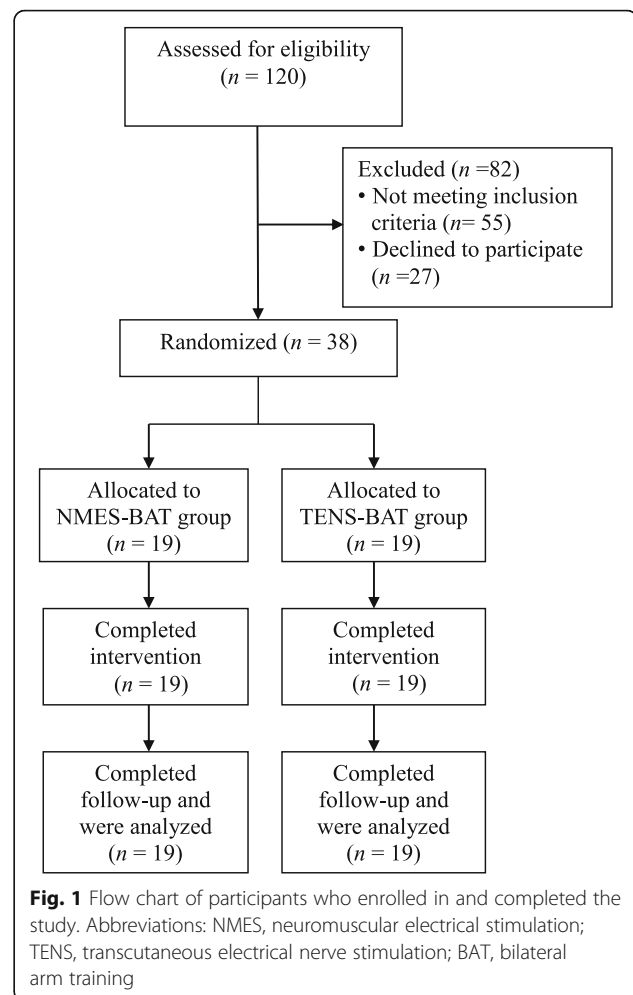 Assessed for eligibility
(n = 120)
Excluded (n =82)
• Not meeting inclusion
criteria (n= 55)
• Declined to participate
(n =27)
Randomized (n = 38)
Allocated to
NMES-BAT group
(n = 19)
Allocated to
TENS-BAT group
(n = 19)
Completed
intervention
(n = 19)
Completed
intervention
(n = 19)
Completed
follow-up and
were analyzed
(n = 19)
Completed
follow-up and
were analyzed
(n = 19)
Fig. 1 Flow chart of participants who enrolled in and completed the
study. Abbreviations: NMES, neuromuscular electrical stimulation;
TENS, transcutaneous electrical nerve stimulation; BAT, bilateral
arm training